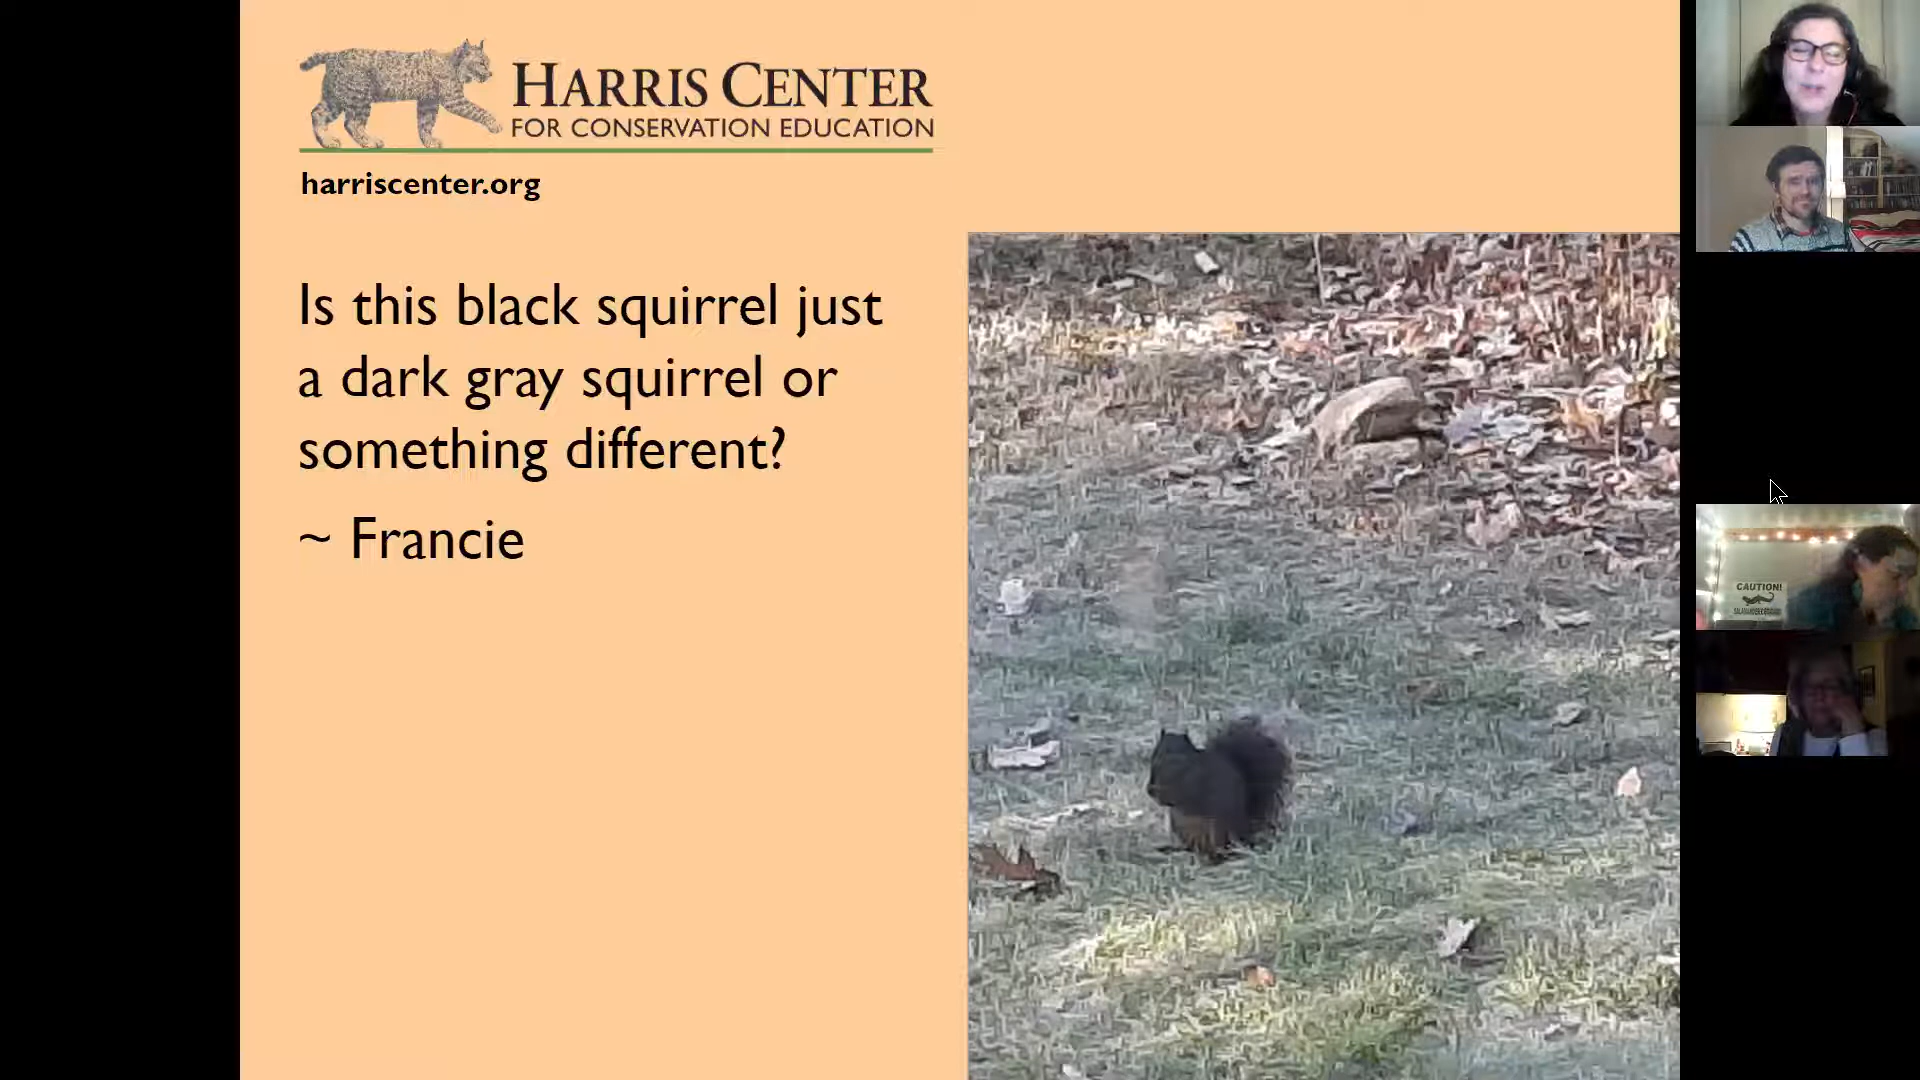 HARRIS CENTER
FOR CONSERVATION EDUCATION
harriscenter.org
Is this black squirrel just
a dark gray squirrel or
something different?
~ Francie
CAUTION!